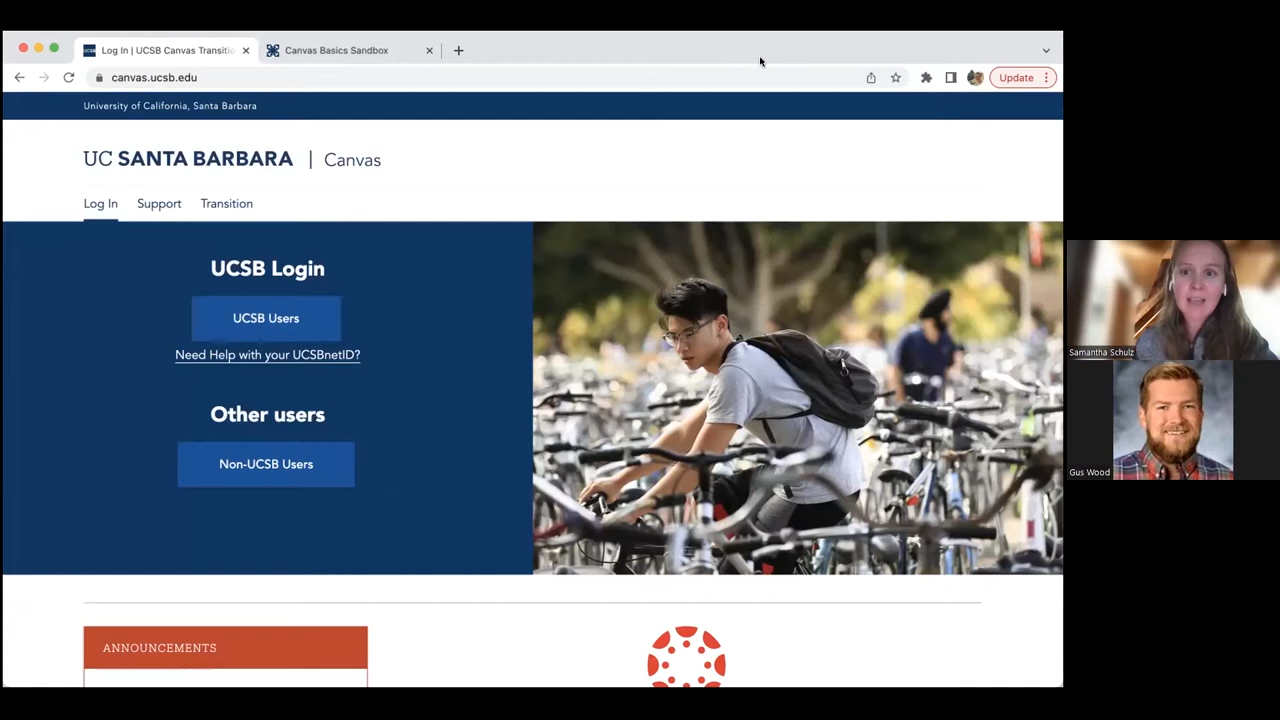 Log In | UCSB Canvas Transitio
Canvas Basics Sandbox
canvas.ucsb.edu
Update
University of California, Santa Barbara
UC SANTA BARBARA | Canvas
Log In
Support
Transition
UCSB Login
UCSB Users
Need Help with your UCSBnetID?
Other users
Non-UCSB Users
ANNOUNCEMENTS
Samantha Schulz
Gus Wood